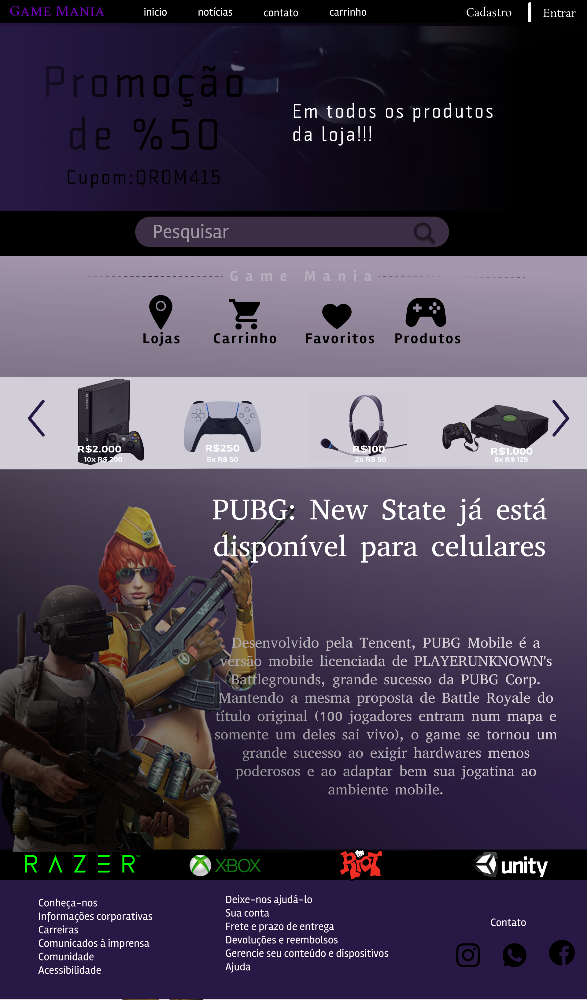 GAME MANIA
inicio
notícias
contato
carrinho
Cadastro
Entrar
Promoção
de %50
Cupom:QROM415
Em todos os produtos
da loja!!!
Pesquisar
Game Mania
Lojas
Carrinho
Favoritos
Produtos
R$2.000
10x R$ 200
R$250
5x R$ 50
R$100
2x R$ 50
R$1.000
8x R$ 125
PUBG: New State já está
disponível para celulares
WF
Desenvolvido pela Tencent, PUBG Mobile é a
versão mobile licenciada de PLAYERUNKNOWN's
Battlegrounds, grande sucesso da PUBG Corp.
Mantendo a mesma proposta de Battle Royale do
título original (100 jogadores entram num mapa e
somente um deles sai vivo), o game se tornou um
grande sucesso ao exigir hardwares menos
poderosos e ao adaptar bem sua jogatina ao
ambiente mobile.
RAZER™
XBOX
RIOT
unity
Conheça-nos
Informações corporativas
Carreiras
Comunicados à imprensa
Comunidade
Acessibilidade
Deixe-nos ajudá-lo
Sua conta
Frete e prazo de entrega
Devoluções e reembolsos
Gerencie seu conteúdo e dispositivos
Ajuda
Contato